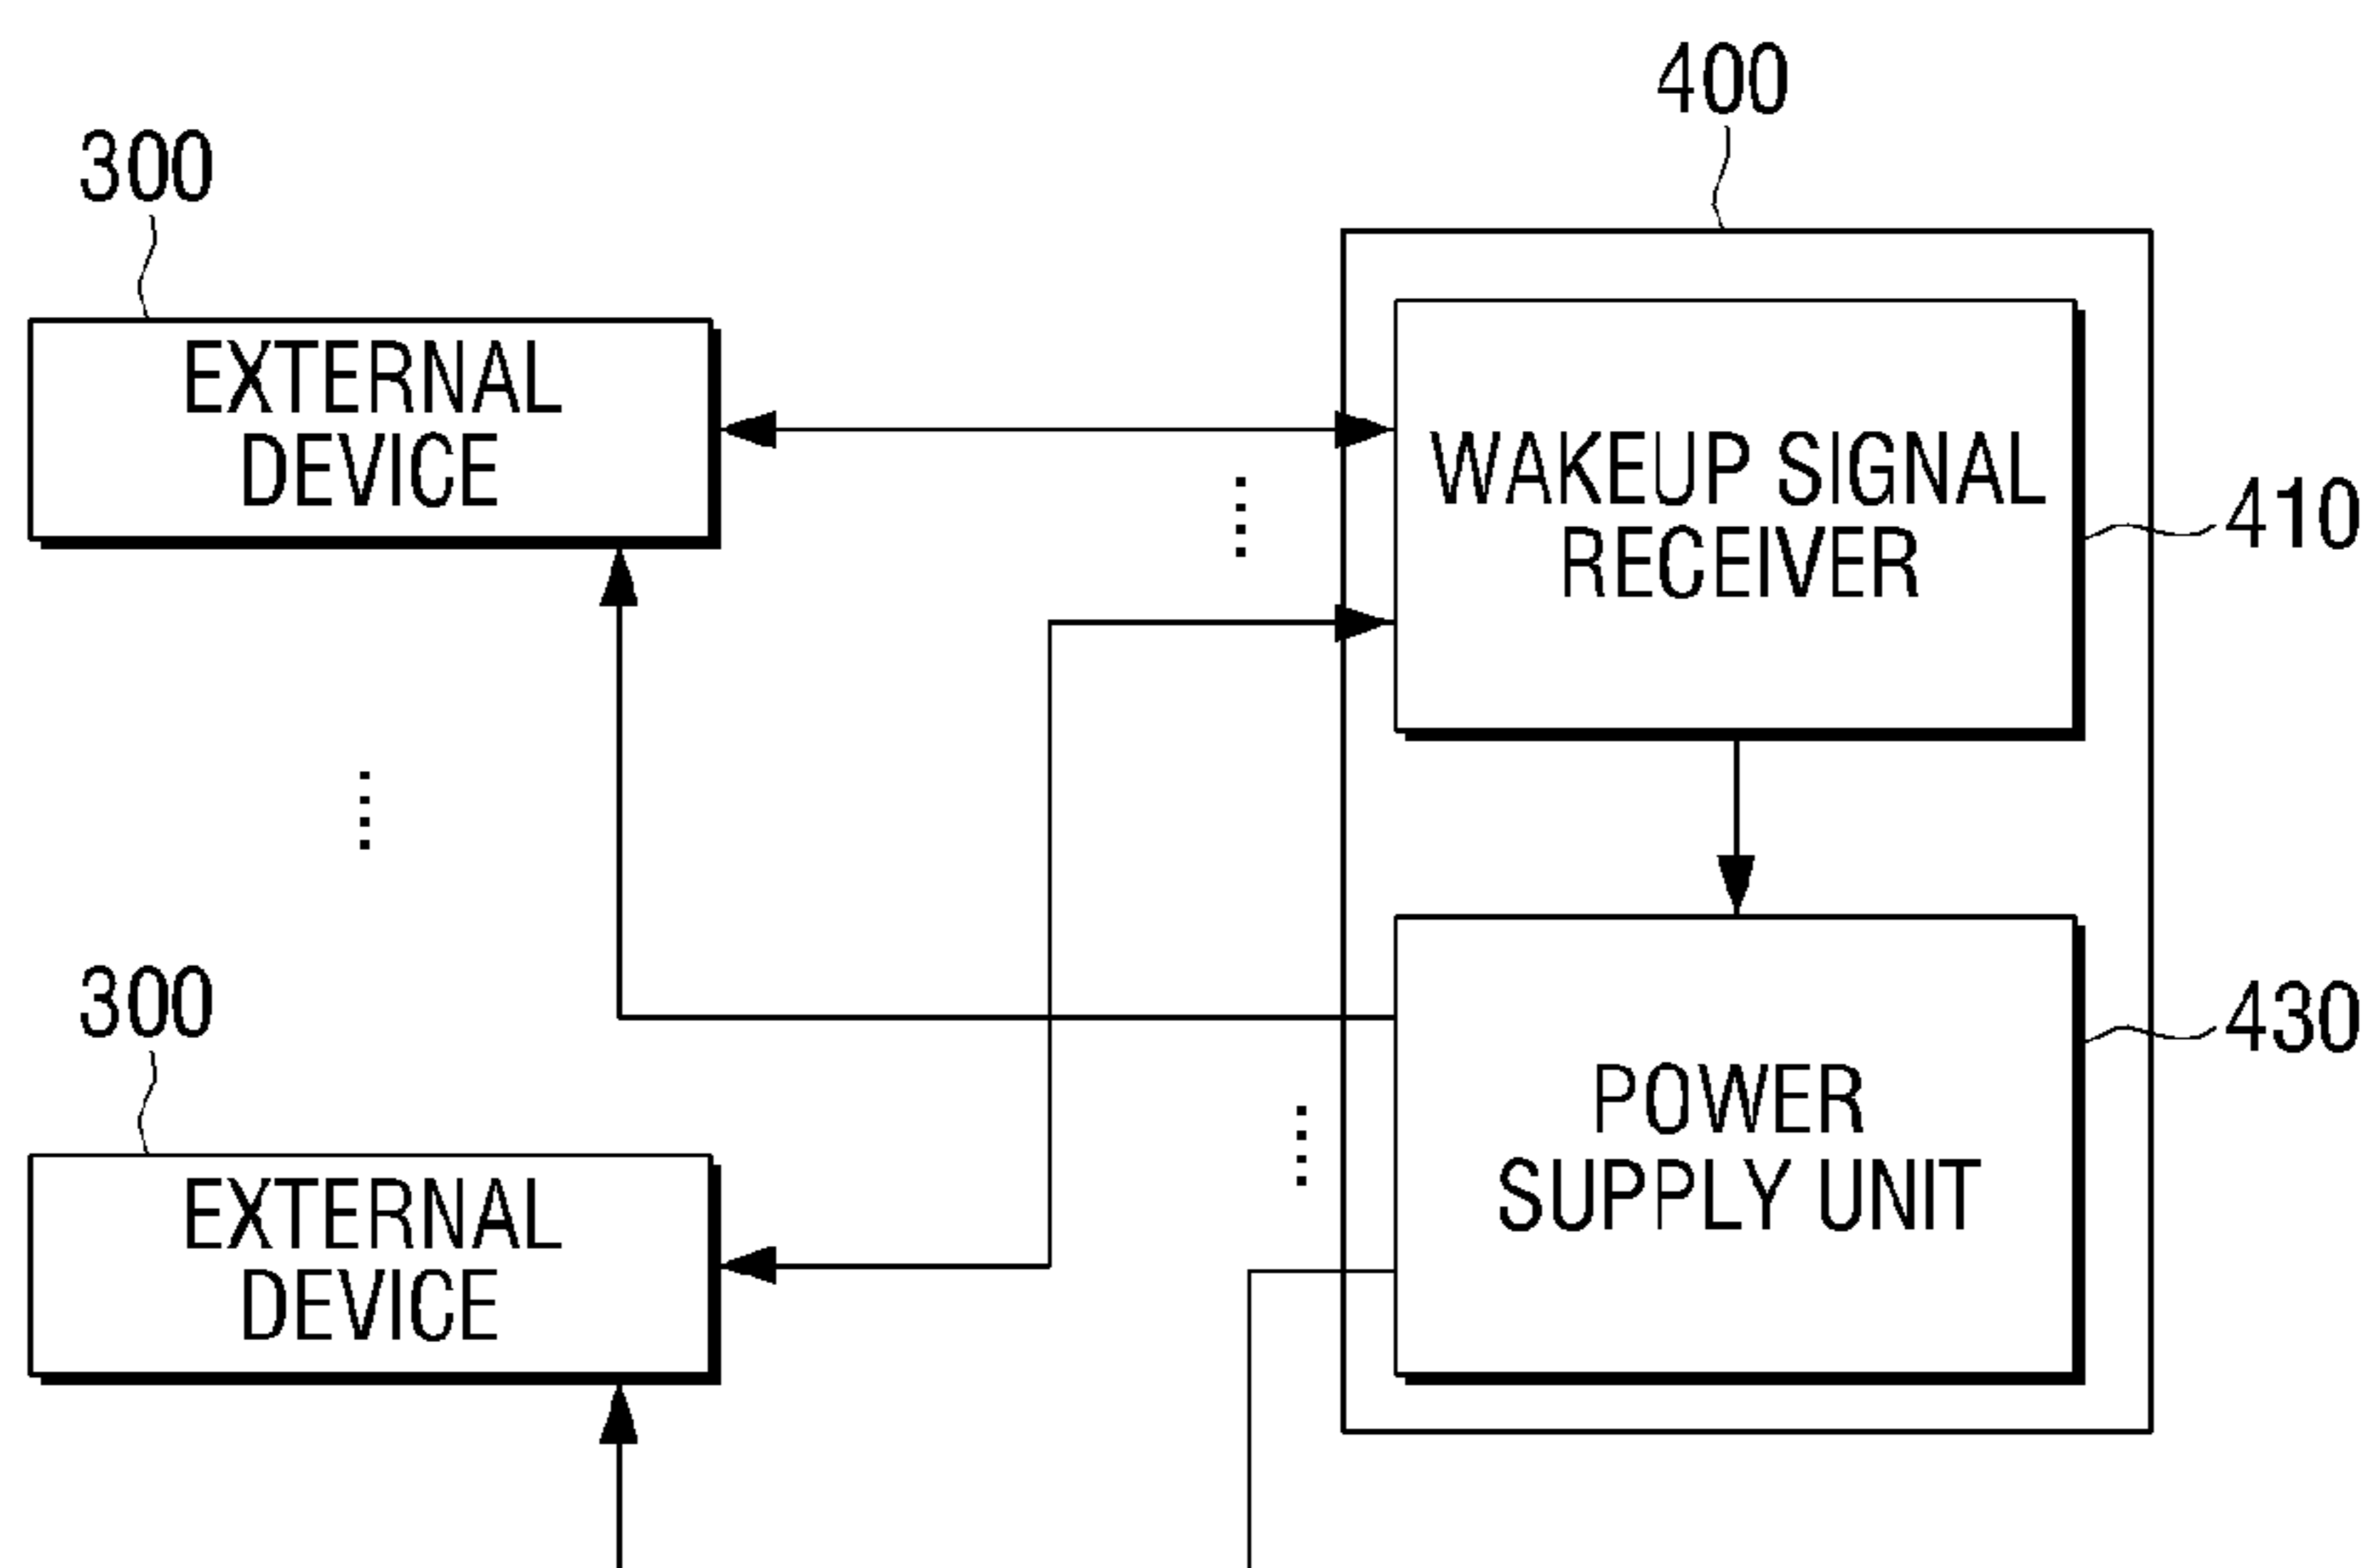 400
300
EXTERNAL
DEVICE
WAKEUP SIGNAL
RECEIVER
410
300
EXTERNAL
DEVICE
430
POWER
SUPPLY UNIT